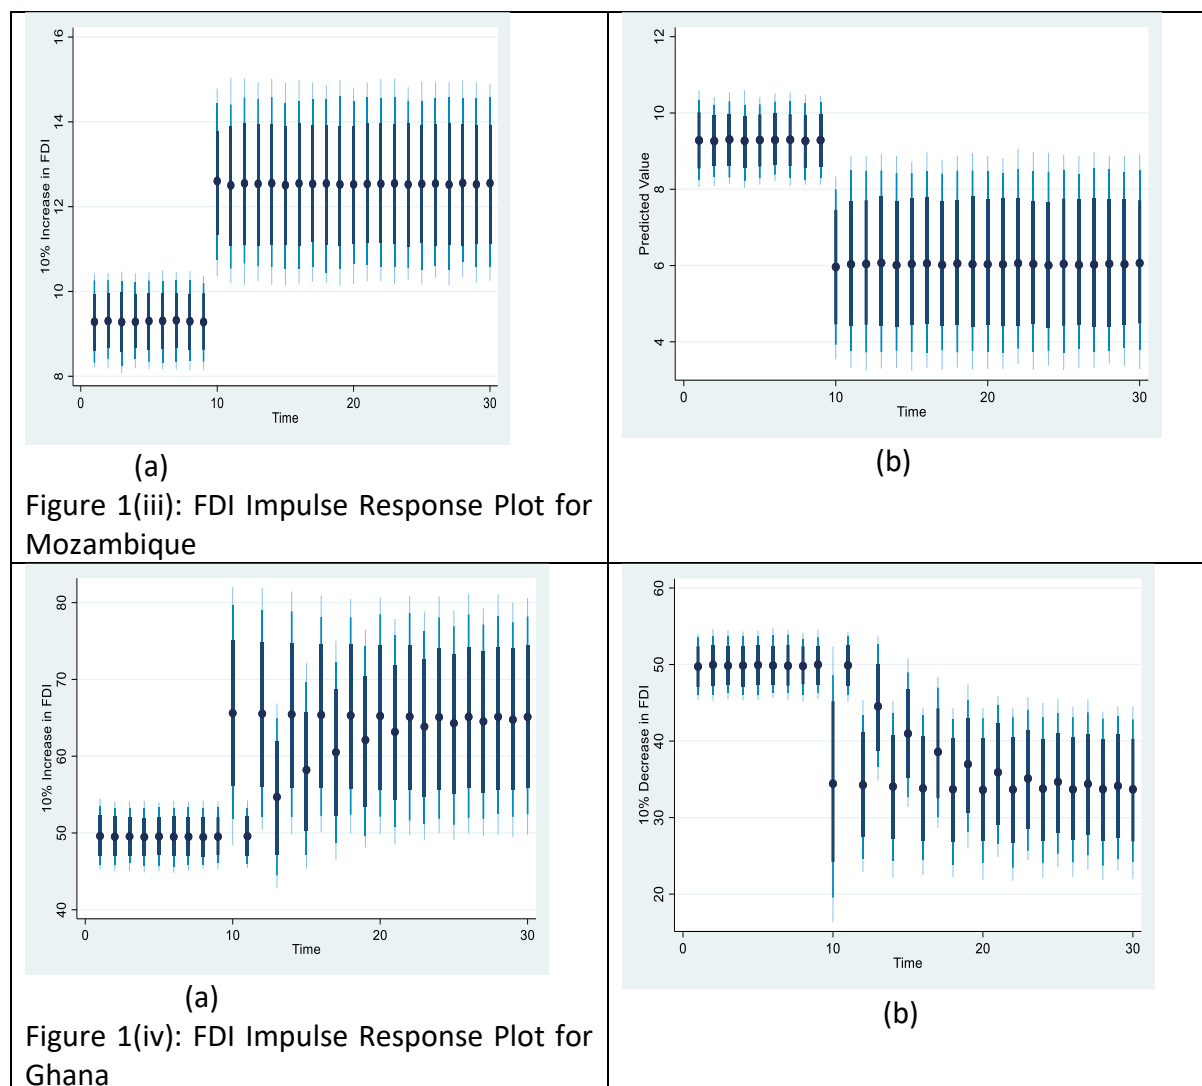 16
14
12
10
8
10% Increase in FDI
0 10 20 30
Time
(a)
Figure 1(iii): FDI Impulse Response Plot for
Mozambique
12
10
8
6
4
Predicted Value
0 10 20 30
Time
(b)
80
70
60
50
40
10% Increase in FDI
0 10 20 30
Time
(a)
Figure 1(iv): FDI Impulse Response Plot for
Ghana
60
50
40
30
20
10% Decrease in FDI
0 10 20 30
Time
(b)